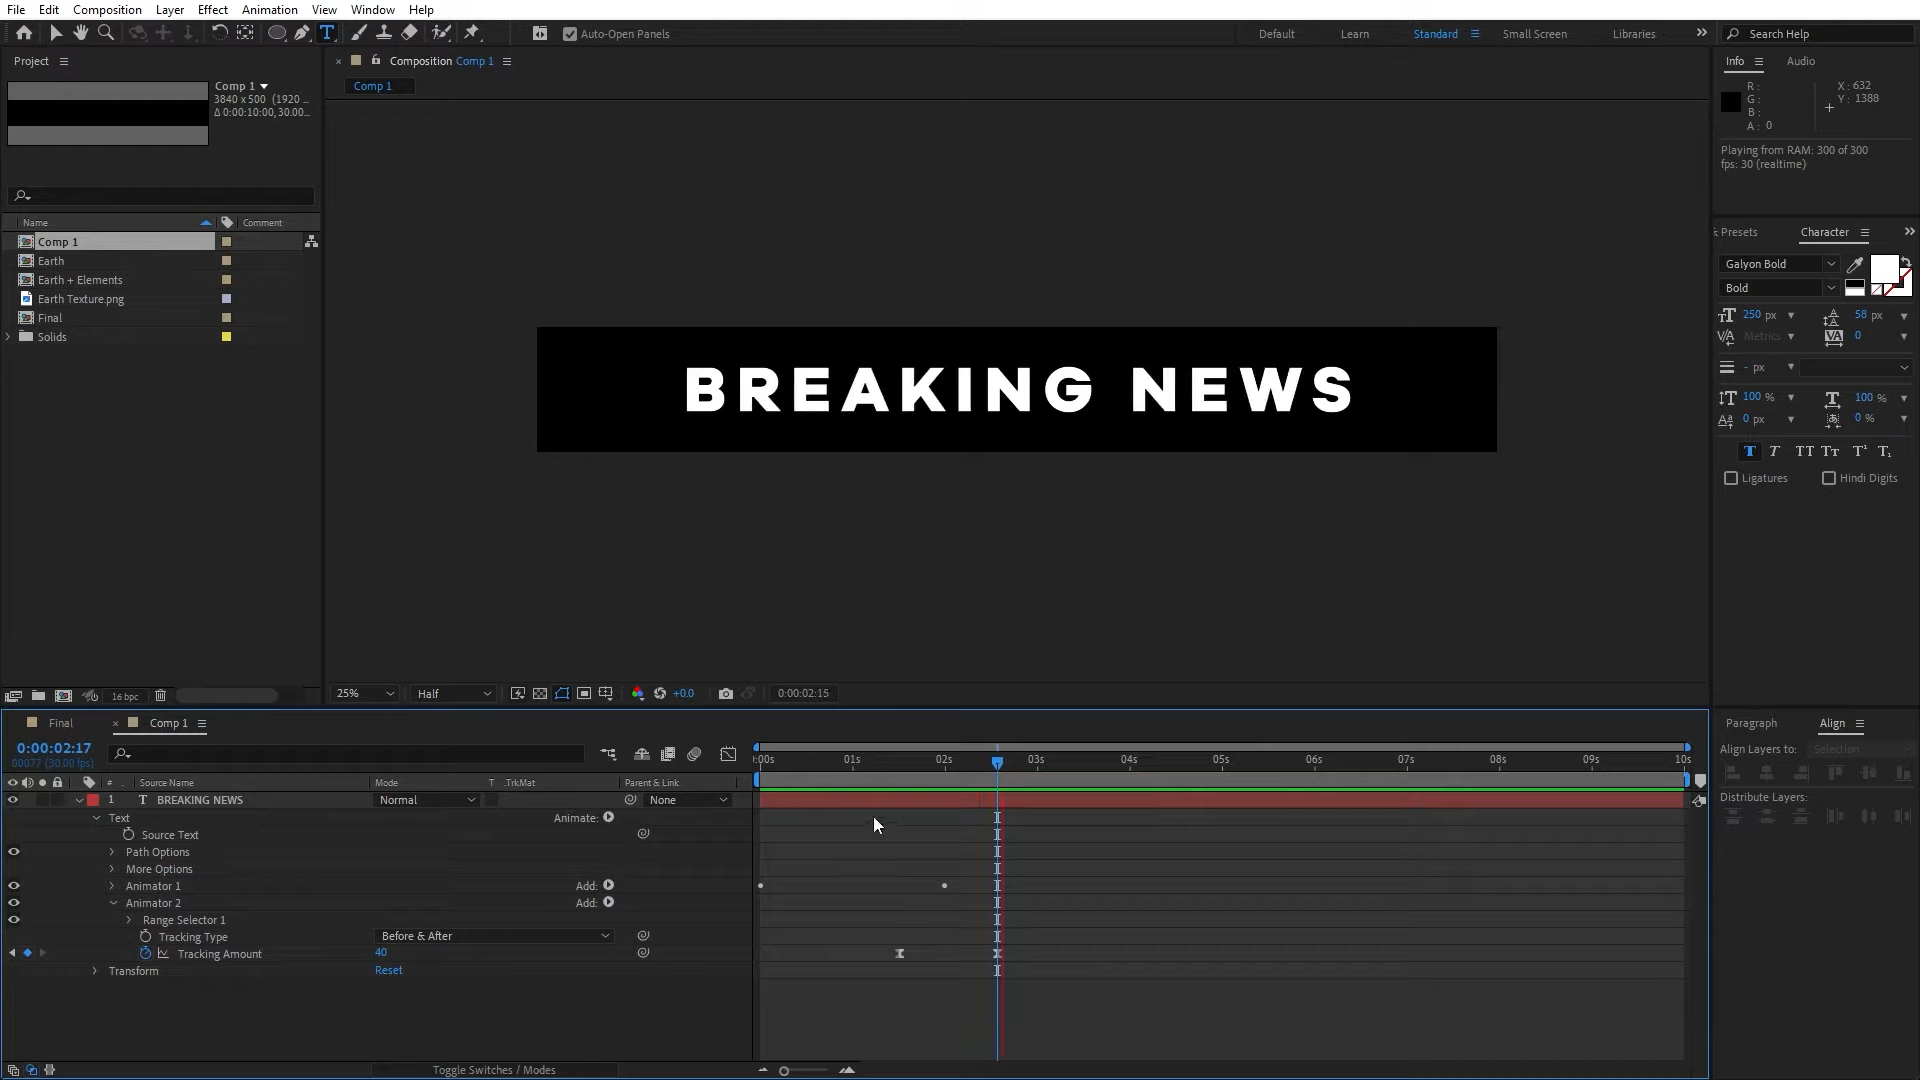 File Edit Composition Layer Effect Animation View Window Help
Auto-Open Panels
Default Learn Standard Small Screen Libraries
Search Help
Project
Comp 1
3840 x 500 (1920 ...
Δ 0:00:10:00, 30.00...
Name Comment
Comp 1
Earth
Earth + Elements
Earth Texture.png
Final
Solids
16 bpc
Composition Comp 1
Comp 1
BREAKING NEWS
25% Half +0.0 0:00:02:15
Info Audio
R :
G :
B :
A : 0
X : 632
Y : 1388
Playing from RAM: 300 of 300
fps: 30 (realtime)
Presets Character
Galyon Bold
Bold
250 px 58 px
Metrics 0
- px
100 % 100 %
0 px 0 %
Ligatures Hindi Digits
Paragraph Align
Align Layers to: Selection
Distribute Layers:
Final Comp 1
0:00:02:17
00077 (30.00 fps)
# Source Name Mode T .TrkMat Parent & Link
1 T BREAKING NEWS Normal None
Text Animate:
Source Text
Path Options
More Options
Animator 1 Add:
Animator 2 Add:
Range Selector 1
Tracking Type Before & After
Tracking Amount 40
Transform Reset
Toggle Switches / Modes
:00s 01s 02s 03s 04s 05s 06s 07s 08s 09s 10s